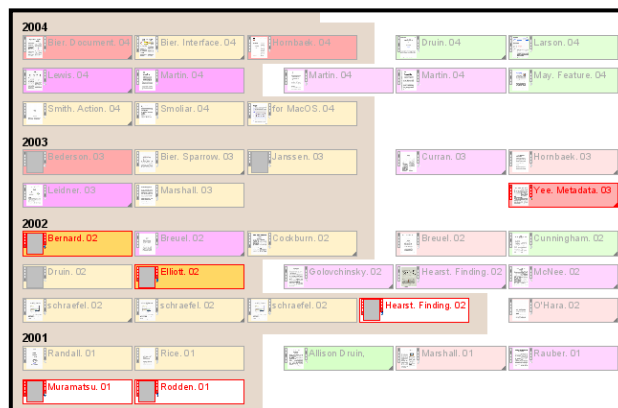 2004
Bier. Document. 04 Bier. Interface. 04 Hornbaek. 04 Druin. 04 Larson. 04
Lewis. 04 Martin. 04 Martin. 04 Martin. 04 May. Feature. 04
Smith. Action. 04 Smoliar. 04 for MacOS. 04
2003
Bederson. 03 Bier. Sparrow. 03 Janssen. 03 Curran. 03 Hornbaek. 03
Leidner. 03 Marshall. 03 Yee. Metadata. 03
2002
Bernard. 02 Breuel. 02 Cockburn. 02 Breuel. 02 Cunningham. 02
Druin. 02 Elliott. 02 Golovchinsky. 02 Hearst. Finding. 02 McNee. 02
schraefel. 02 schraefel. 02 schraefel. 02 Hearst. Finding. 02 O'Hara. 02
2001
Randall. 01 Rice. 01 Allison Druin, Marshall. 01 Rauber. 01
Muramatsu. 01 Rodden. 01